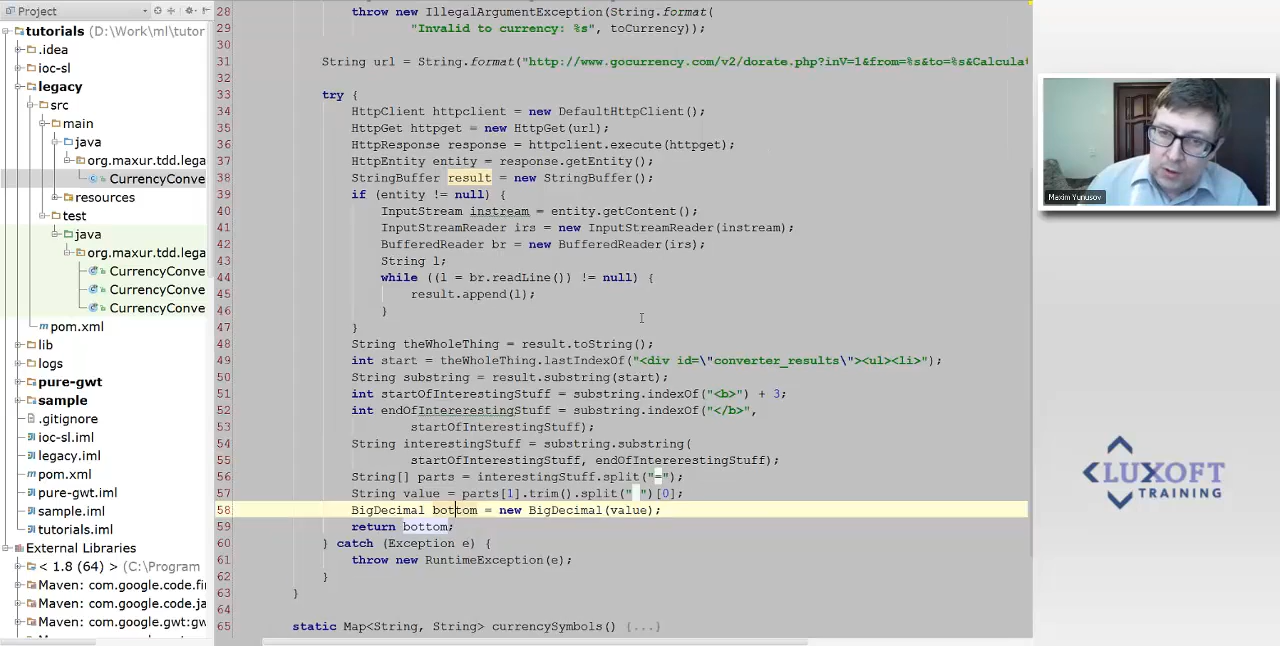 Project
tutorials (D:\Work\ml\tutor
.idea
ioc-sl
legacy
src
main
java
org.maxur.tdd.lega
CurrencyConve
resources
test
java
org.maxur.tdd.lega
CurrencyConve
CurrencyConve
CurrencyConve
pom.xml
lib
logs
pure-gwt
sample
.gitignore
ioc-sl.iml
legacy.iml
pom.xml
pure-gwt.iml
sample.iml
tutorials.iml
External Libraries
< 1.8 (64) > (C:\Program
Maven: com.google.code.fir
Maven: com.google.code.ja
Maven: com.google.gwt:gw
28 throw new IllegalArgumentException(String.format(
29 "Invalid to currency: %s", toCurrency));
30
31 String url = String.format("http://www.gocurrency.com/v2/dorate.php?inV=1&from=%s&to=%s&Calculat
32
33 try {
34 HttpClient httpclient = new DefaultHttpClient();
35 HttpGet httpget = new HttpGet(url);
36 HttpResponse response = httpclient.execute(httpget);
37 HttpEntity entity = response.getEntity();
38 StringBuffer result = new StringBuffer();
39 if (entity != null) {
40 InputStream instream = entity.getContent();
41 InputStreamReader irs = new InputStreamReader(instream);
42 BufferedReader br = new BufferedReader(irs);
43 String l;
44 while ((l = br.readLine()) != null) {
45 result.append(l);
46 }
47 }
48 String theWholeThing = result.toString();
49 int start = theWholeThing.lastIndexOf("<div id=\"converter_results\"><ul><li>");
50 String substring = result.substring(start);
51 int startOfInterestingStuff = substring.indexOf("<b>") + 3;
52 int endOfIntererestingStuff = substring.indexOf("</b>",
53 startOfInterestingStuff);
54 String interestingStuff = substring.substring(
55 startOfInterestingStuff, endOfIntererestingStuff);
56 String[] parts = interestingStuff.split("=");
57 String value = parts[1].trim().split(" ")[0];
58 BigDecimal bottom = new BigDecimal(value);
59 return bottom;
60 } catch (Exception e) {
61 throw new RuntimeException(e);
62 }
63 }
64
65 static Map<String, String> currencySymbols() {...}
Maxim Yunusov
LUXOFT
TRAINING